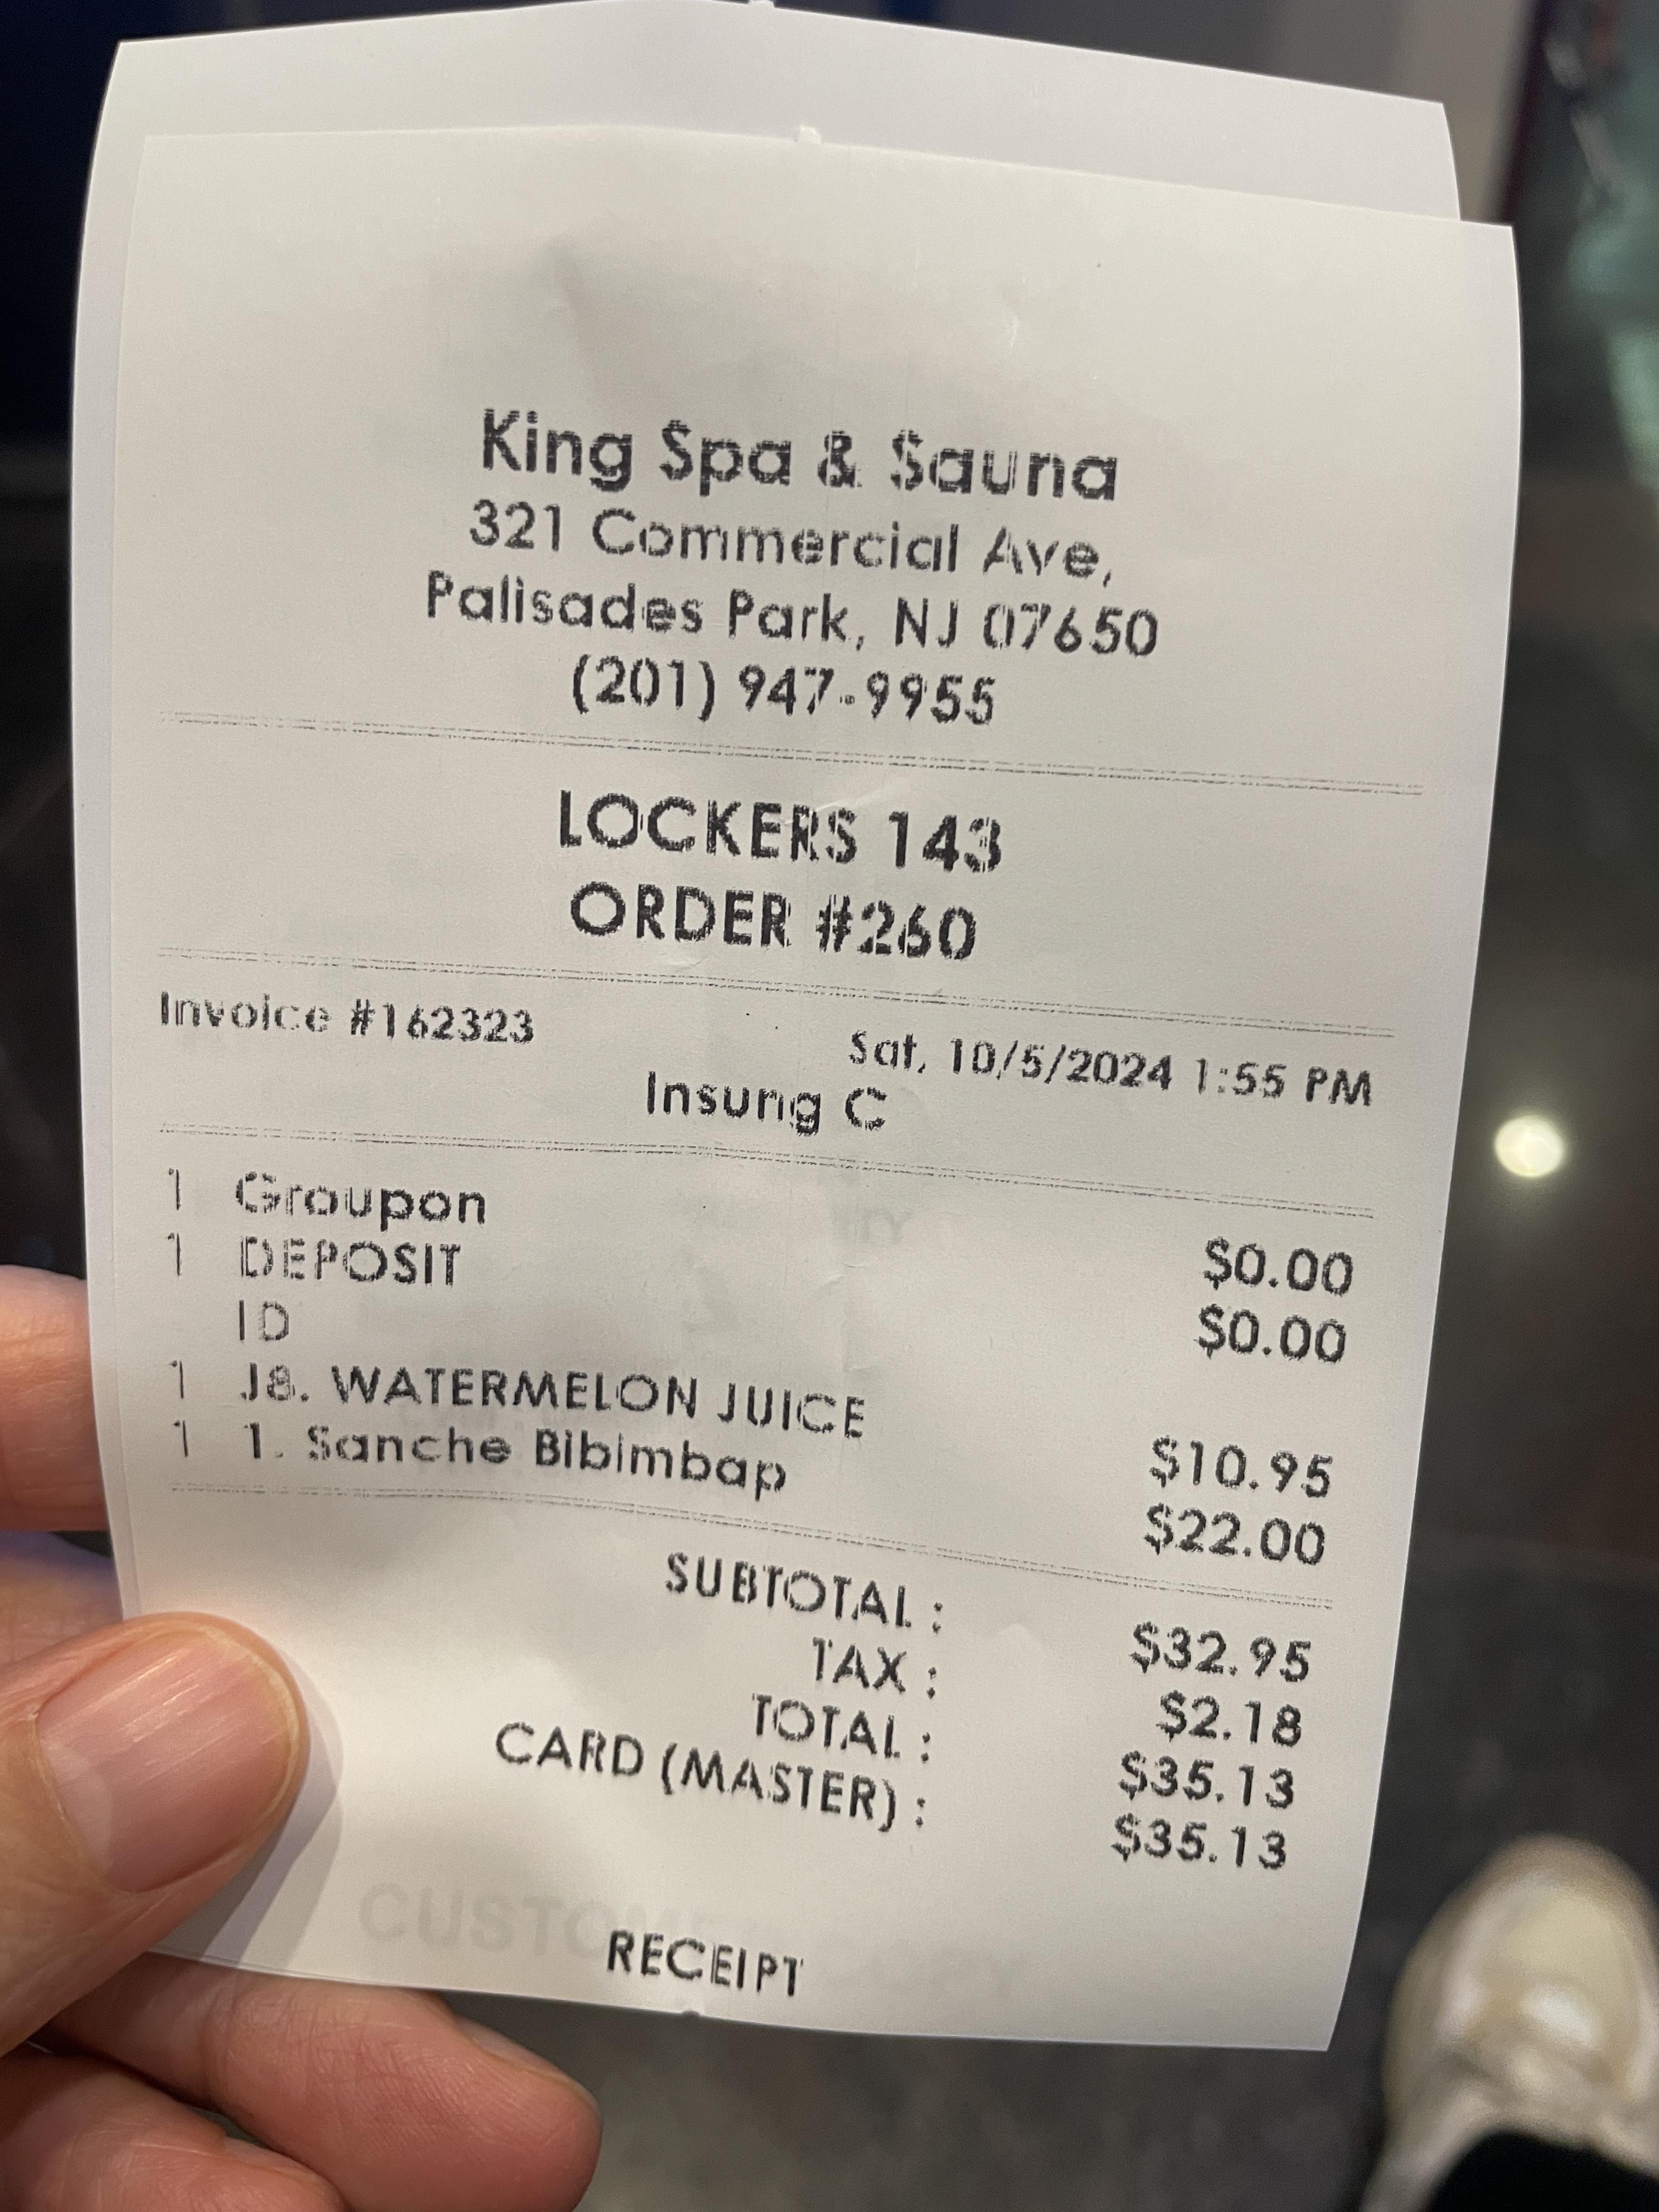 King Spa & Sauna
321 Commercial Ave,
Palisades Park, NJ 07650
(201) 947-9955
LOCKERS 143
ORDER #260
Invoice #162323 Sat, 10/5/2024 1:55 PM
Insung C
1 Groupon $0.00
1 DEPOSIT $0.00
ID
1 J8. WATERMELON JUICE $10.95
1 1. Sanche Bibimbap $22.00
SUBTOTAL : $32.95
TAX : $2.18
TOTAL : $35.13
CARD (MASTER) : $35.13
RECEIPT